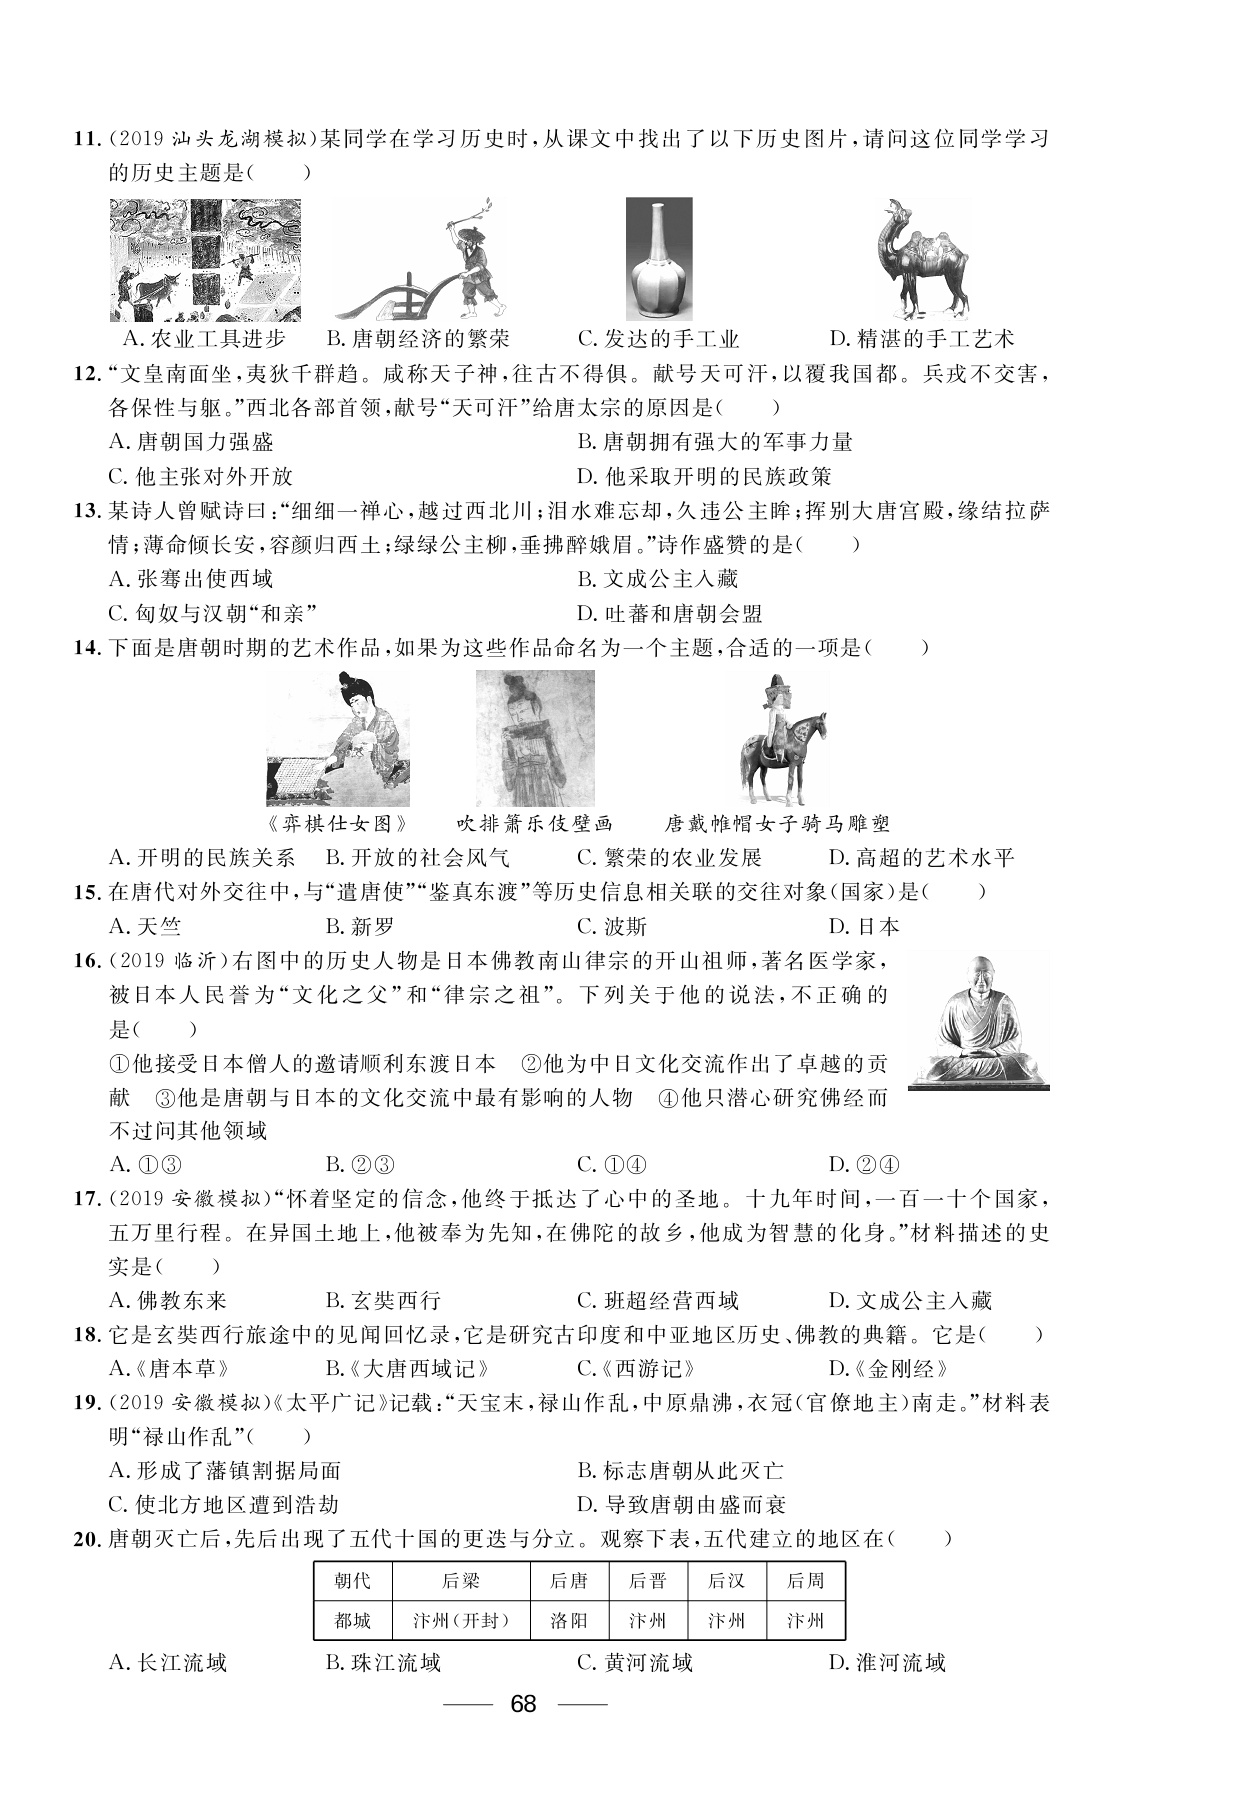 11. (2019 汕头龙湖模拟)某同学在学习历史时,从课文中找出了以下历史图片,请问这位同学学习
的历史主题是(　　)
A. 农业工具进步　B. 唐朝经济的繁荣　C. 发达的手工业　D. 精湛的手工艺术
12. “文皇南面坐,夷狄千群趋。咸称天子神,往古不得俱。献号天可汗,以覆我国都。兵戎不交害,
各保性与躯。”西北各部首领,献号“天可汗”给唐太宗的原因是(　　)
A. 唐朝国力强盛　B. 唐朝拥有强大的军事力量
C. 他主张对外开放　D. 他采取开明的民族政策
13. 某诗人曾赋诗曰:“细细一禅心,越过西北川;泪水难忘却,久违公主眸;挥别大唐宫殿,缘结拉萨
情;薄命倾长安,容颜归西土;绿绿公主柳,垂拂醉娥眉。”诗作盛赞的是(　　)
A. 张骞出使西域　B. 文成公主入藏
C. 匈奴与汉朝“和亲”　D. 吐蕃和唐朝会盟
14. 下面是唐朝时期的艺术作品,如果为这些作品命名为一个主题,合适的一项是(　　)
《弈棋仕女图》　吹排箫乐伎壁画　唐戴帷帽女子骑马雕塑
A. 开明的民族关系　B. 开放的社会风气　C. 繁荣的农业发展　D. 高超的艺术水平
15. 在唐代对外交往中,与“遣唐使”“鉴真东渡”等历史信息相关联的交往对象(国家)是(　　)
A. 天竺　B. 新罗　C. 波斯　D. 日本
16. (2019 临沂)右图中的历史人物是日本佛教南山律宗的开山祖师,著名医学家,
被日本人民誉为“文化之父”和“律宗之祖”。下列关于他的说法,不正确的
是(　　)
①他接受日本僧人的邀请顺利东渡日本　②他为中日文化交流作出了卓越的贡
献　③他是唐朝与日本的文化交流中最有影响的人物　④他只潜心研究佛经而
不过问其他领域
A. ①③　B. ②③　C. ①④　D. ②④
17. (2019 安徽模拟)“怀着坚定的信念,他终于抵达了心中的圣地。十九年时间,一百一十个国家,
五万里行程。在异国土地上,他被奉为先知,在佛陀的故乡,他成为智慧的化身。”材料描述的史
实是(　　)
A. 佛教东来　B. 玄奘西行　C. 班超经营西域　D. 文成公主入藏
18. 它是玄奘西行旅途中的见闻回忆录,它是研究古印度和中亚地区历史、佛教的典籍。它是(　　)
A.《唐本草》　B.《大唐西域记》　C.《西游记》　D.《金刚经》
19. (2019 安徽模拟)《太平广记》记载:“天宝末,禄山作乱,中原鼎沸,衣冠(官僚地主)南走。”材料表
明“禄山作乱”(　　)
A. 形成了藩镇割据局面　B. 标志唐朝从此灭亡
C. 使北方地区遭到浩劫　D. 导致唐朝由盛而衰
20. 唐朝灭亡后,先后出现了五代十国的更迭与分立。观察下表,五代建立的地区在(　　)
朝代　后梁　后唐　后晋　后汉　后周
都城　汴州(开封)　洛阳　汴州　汴州　汴州
A. 长江流域　B. 珠江流域　C. 黄河流域　D. 淮河流域
68